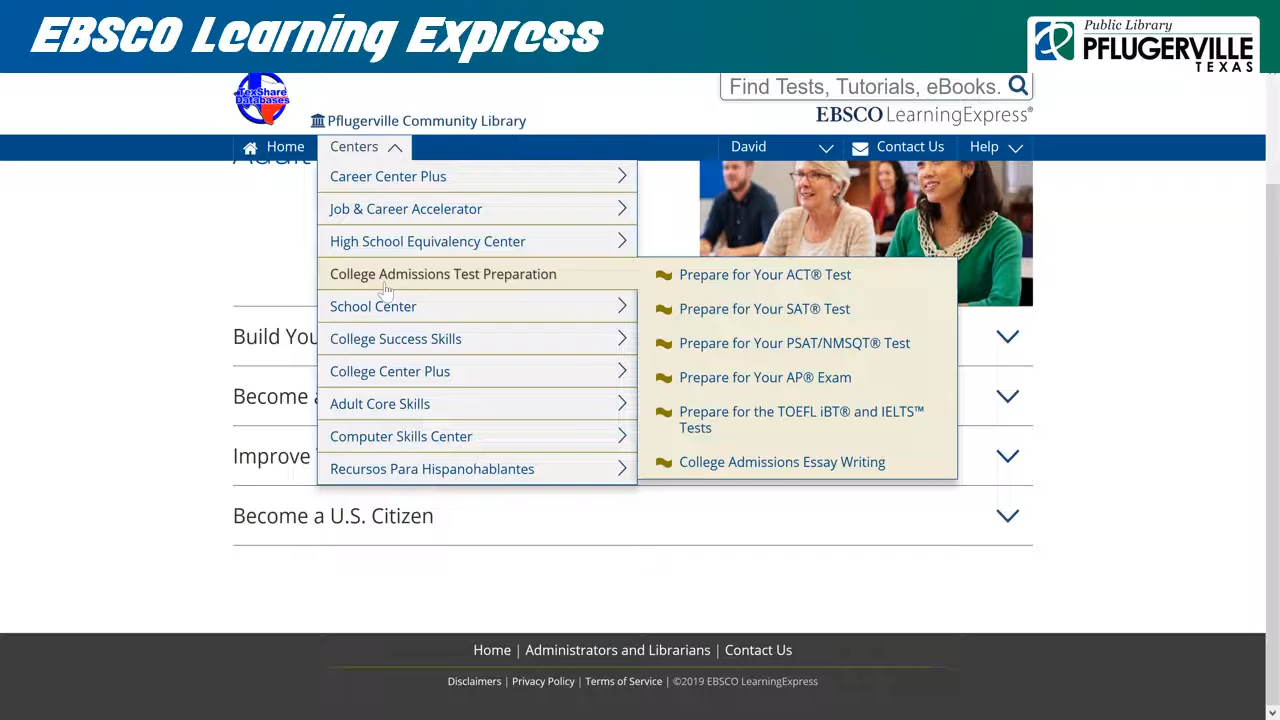 EBSCO Learning Express
Public Library
PFLUGERVILLE
TEXAS
TexShare
Databases
Find Tests, Tutorials, eBooks.
Pflugerville Community Library
EBSCO LearningExpress®
Home
Centers
David
Contact Us
Help
Career Center Plus
Job & Career Accelerator
High School Equivalency Center
College Admissions Test Preparation
School Center
College Success Skills
College Center Plus
Adult Core Skills
Computer Skills Center
Recursos Para Hispanohablantes
Prepare for Your ACT® Test
Prepare for Your SAT® Test
Prepare for Your PSAT/NMSQT® Test
Prepare for Your AP® Exam
Prepare for the TOEFL iBT® and IELTS™
Tests
College Admissions Essay Writing
Build You
Become a
Improve
Become a U.S. Citizen
Home | Administrators and Librarians | Contact Us
Disclaimers | Privacy Policy | Terms of Service | ©2019 EBSCO LearningExpress